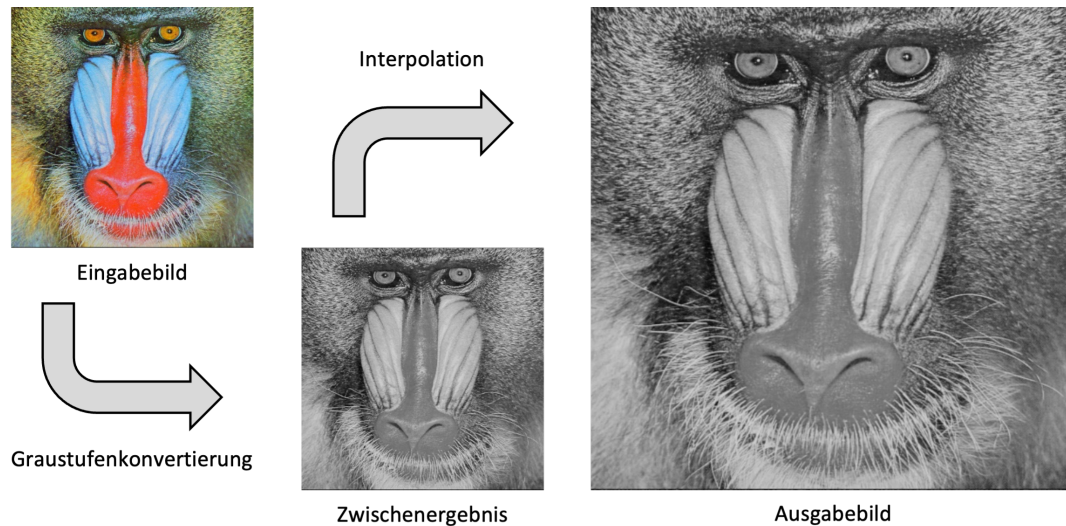 Eingabebild
Graustufenkonvertierung
Interpolation
Zwischenergebnis
Ausgabebild